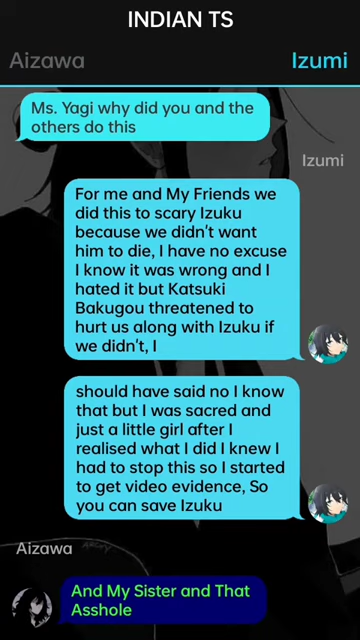 INDIAN TS
Aizawa
Izumi
Ms. Yagi why did you and the
others do this
Izumi
For me and My Friends we
did this to scary Izuku
because we didn't want
him to die, I have no excuse
I know it was wrong and I
hated it but Katsuki
Bakugou threatened to
hurt us along with Izuku if
we didn't, I
should have said no I know
that but I was sacred and
just a little girl after I
realised what I did I knew I
had to stop this so I started
to get video evidence, So
you can save Izuku
Aizawa
And My Sister and That
Asshole